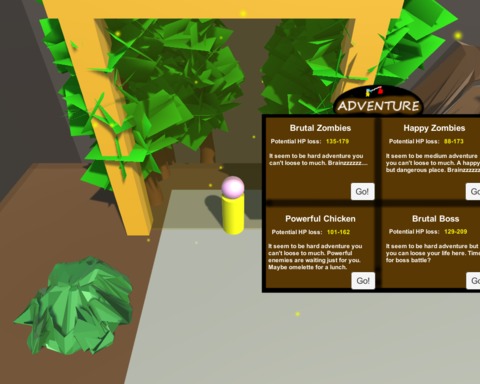 ADVENTURE
Brutal Zombies
Potential HP loss: 135-179
It seem to be hard adventure you
can't loose to much. Brainzzzzzz...
Go!
Happy Zombies
Potential HP loss: 88-173
It seem to be medium adventure
you can't loose to much. A happy
but dangerous place. Brainzzzzz
Go!
Powerful Chicken
Potential HP loss: 101-162
It seem to be hard adventure you
can't loose to much. Powerful
enemies are waiting just for you.
Maybe omelette for a lunch.
Go!
Brutal Boss
Potential HP loss: 129-209
It seem to be hard adventure but
you can loose your life here. Time
for boss battle?
Go!